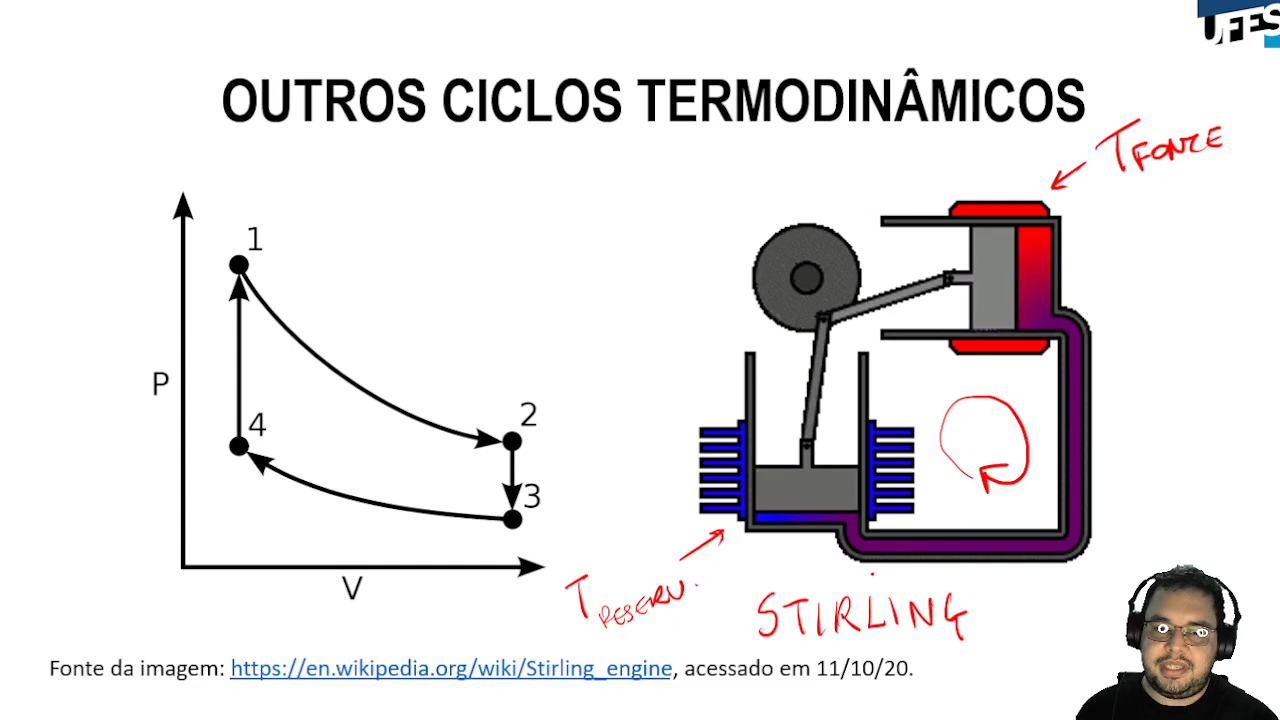 UFES
OUTROS CICLOS TERMODINÂMICOS
TFONTE
1
2
3
4
P
V
TRESERV.
STIRLING
Fonte da imagem: https://en.wikipedia.org/wiki/Stirling_engine, acessado em 11/10/20.